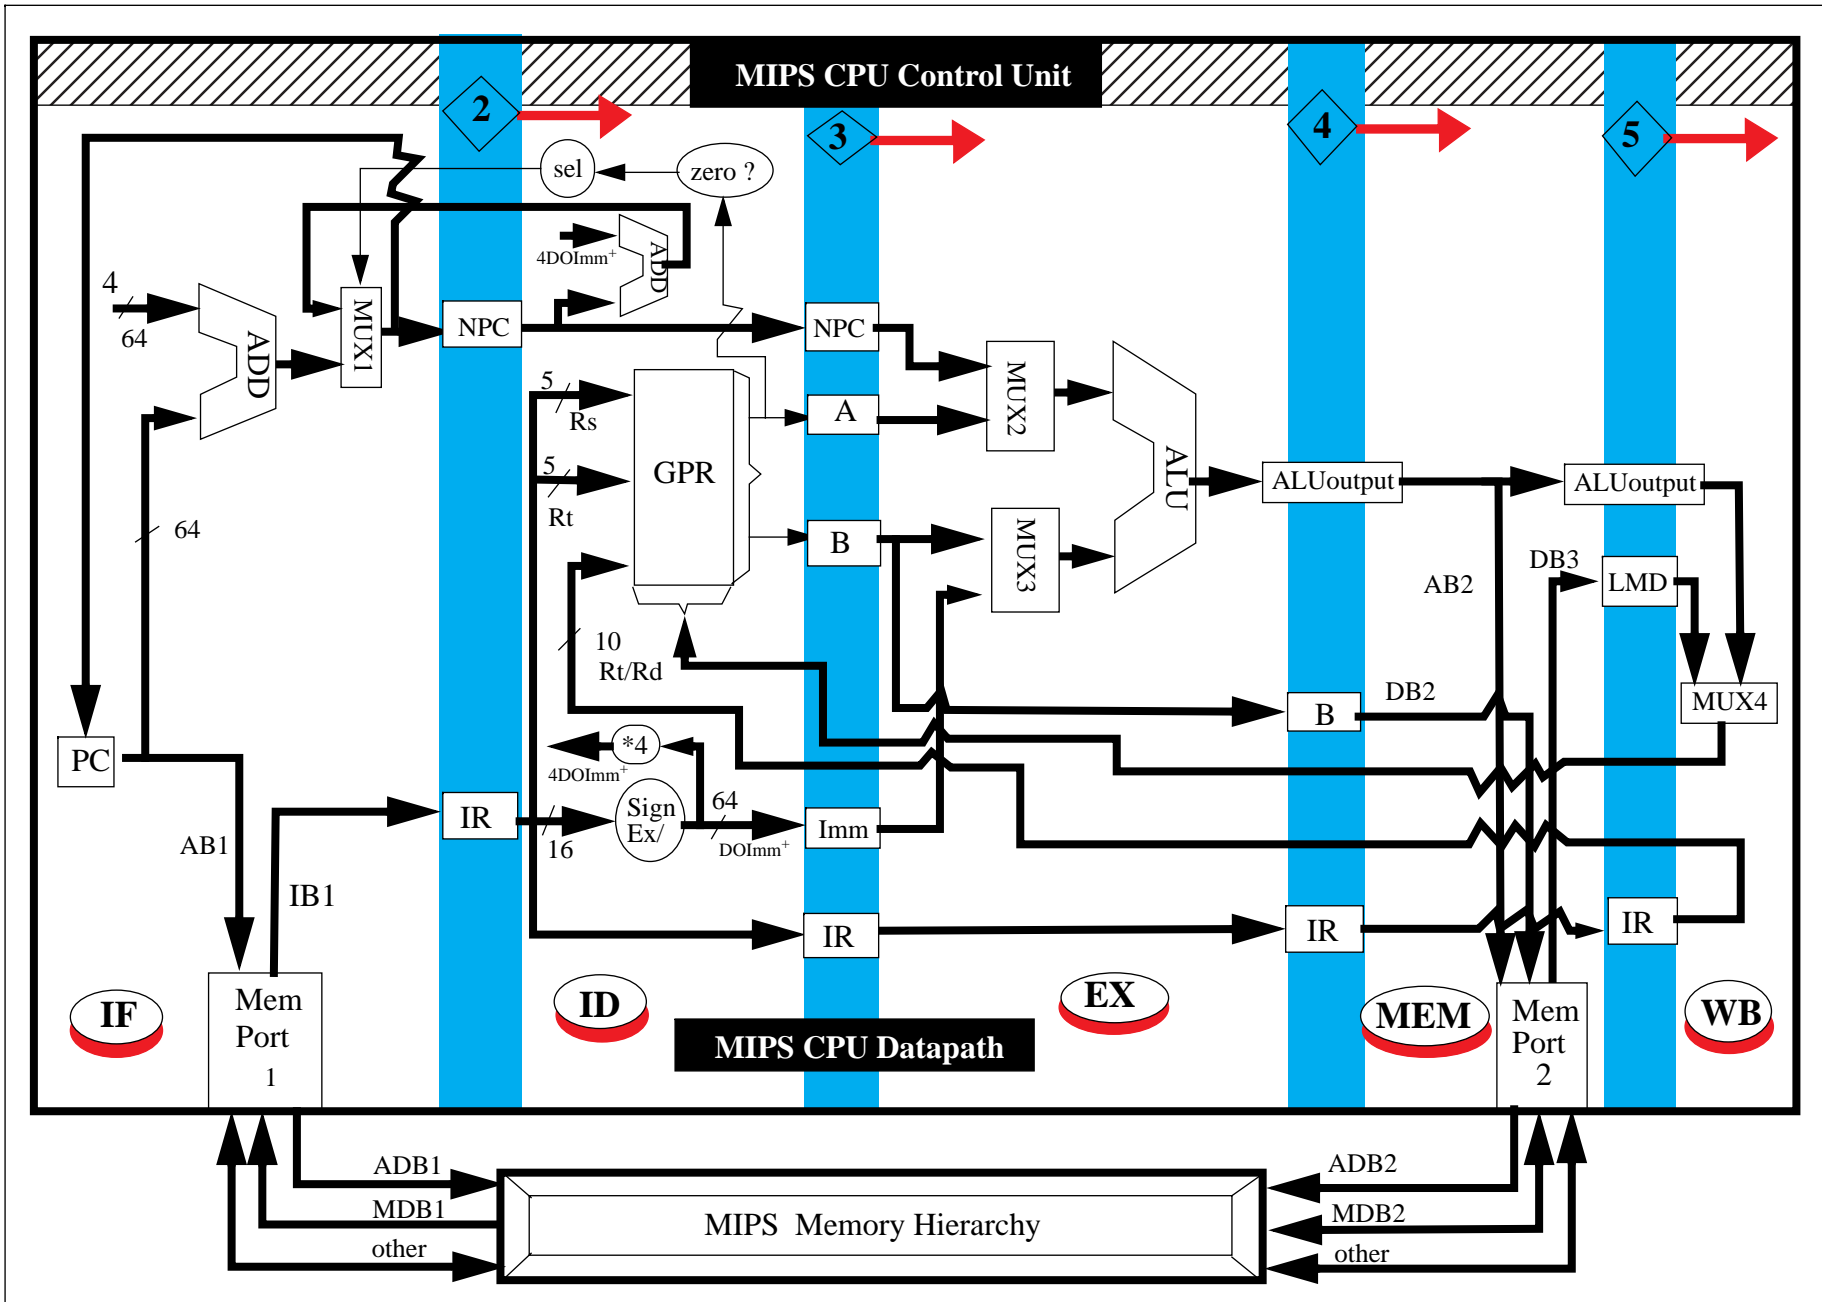 MIPS CPU Control Unit
2
3
4
5
sel
zero ?
4DOImm+
ADD
4
64
ADD
MUX1
NPC
NPC
MUX2
5
Rs
GPR
A
ALU
5
Rt
B
MUX3
ALUoutput
ALUoutput
64
AB2
DB3
LMD
10
Rt/Rd
DB2
B
MUX4
PC
*4
4DOImm+
AB1
IR
16
Sign
Ex/
64
DOImm+
Imm
IB1
IR
IR
IR
IF
Mem
Port
1
ID
EX
MEM
Mem
Port
2
WB
MIPS CPU Datapath
ADB1
MDB1
other
MIPS Memory Hierarchy
ADB2
MDB2
other